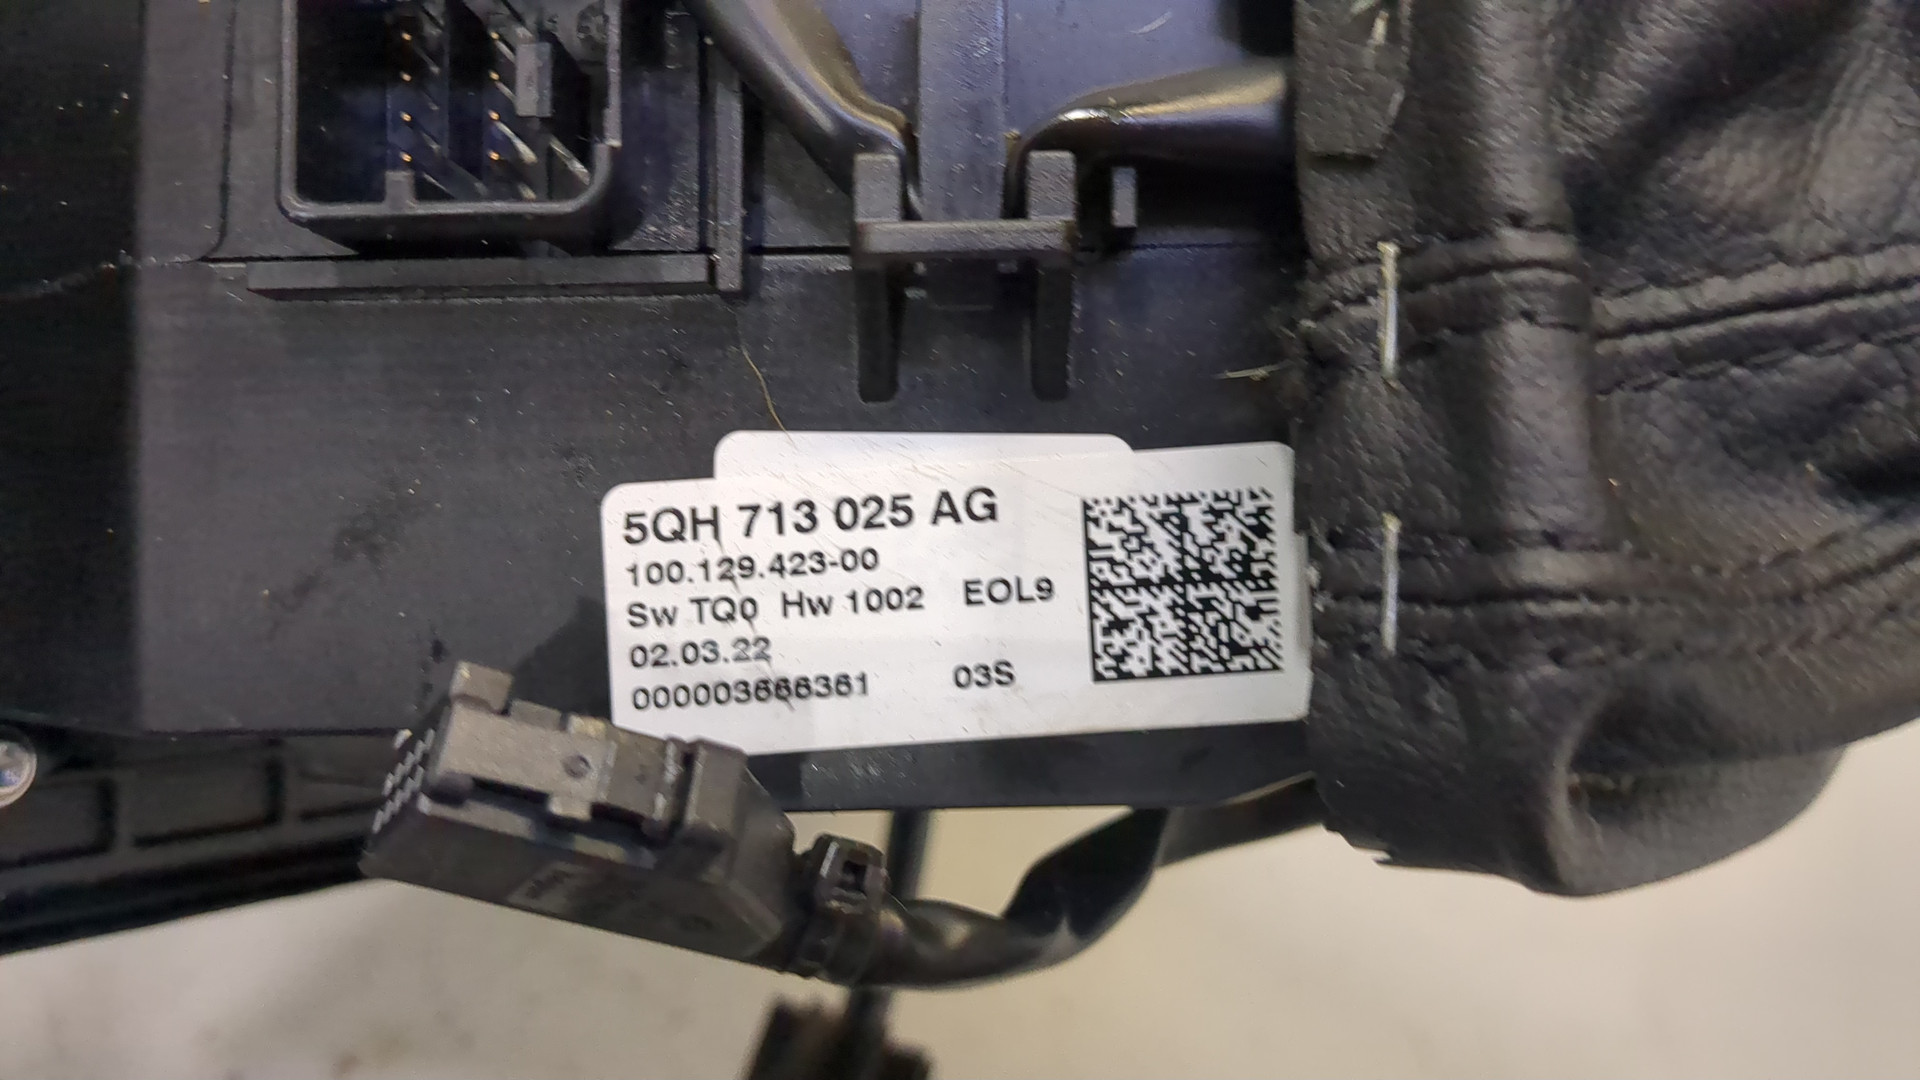 5QH 713 025 AG
100.129.423-00
Sw TQ0 Hw 1002 EOL9
02.03.22
000003666361 03S